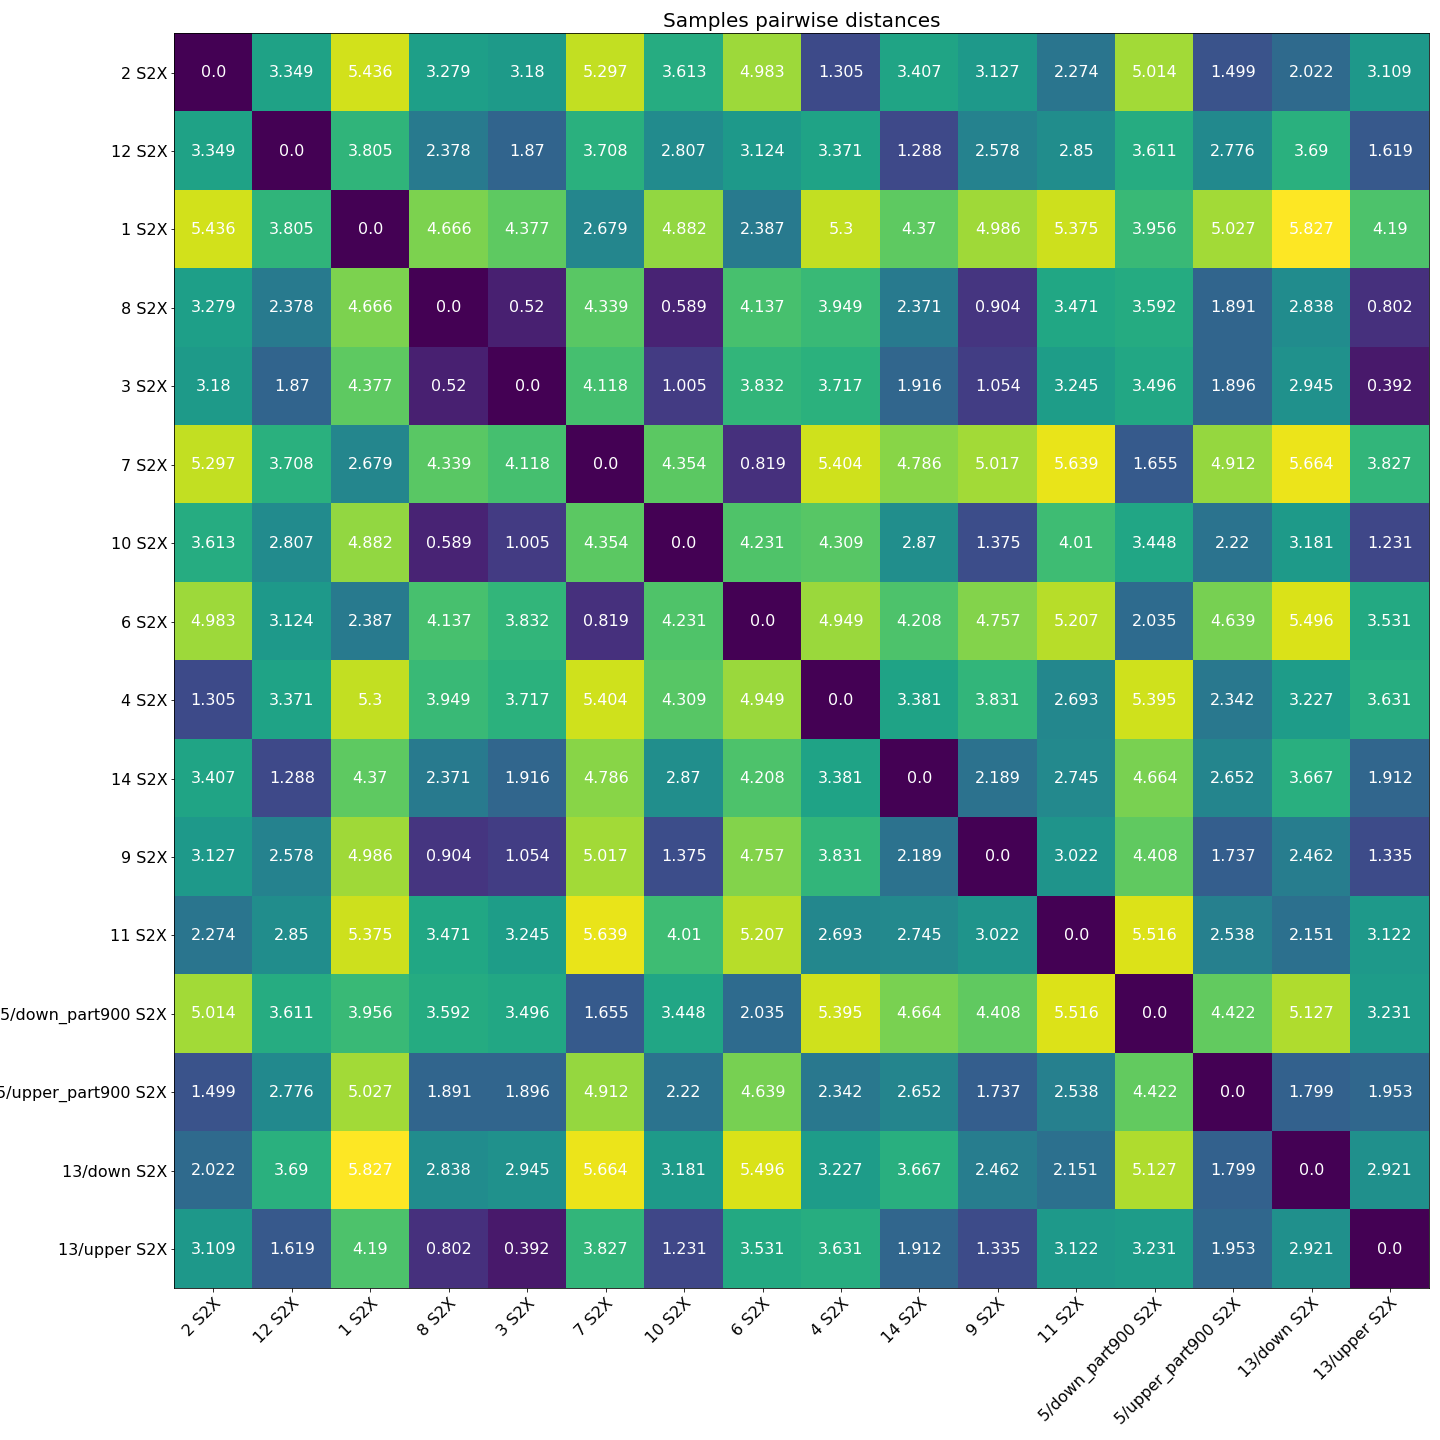 Samples pairwise distances
2 S2X 0.0 3.349 5.436 3.279 3.18 5.297 3.613 4.983 1.305 3.407 3.127 2.274 5.014 1.499 2.022 3.109
12 S2X 3.349 0.0 3.805 2.378 1.87 3.708 2.807 3.124 3.371 1.288 2.578 2.85 3.611 2.776 3.69 1.619
1 S2X 5.436 3.805 0.0 4.666 4.377 2.679 4.882 2.387 5.3 4.37 4.986 5.375 3.956 5.027 5.827 4.19
8 S2X 3.279 2.378 4.666 0.0 0.52 4.339 0.589 4.137 3.949 2.371 0.904 3.471 3.592 1.891 2.838 0.802
3 S2X 3.18 1.87 4.377 0.52 0.0 4.118 1.005 3.832 3.717 1.916 1.054 3.245 3.496 1.896 2.945 0.392
7 S2X 5.297 3.708 2.679 4.339 4.118 0.0 4.354 0.819 5.404 4.786 5.017 5.639 1.655 4.912 5.664 3.827
10 S2X 3.613 2.807 4.882 0.589 1.005 4.354 0.0 4.231 4.309 2.87 1.375 4.01 3.448 2.22 3.181 1.231
6 S2X 4.983 3.124 2.387 4.137 3.832 0.819 4.231 0.0 4.949 4.208 4.757 5.207 2.035 4.639 5.496 3.531
4 S2X 1.305 3.371 5.3 3.949 3.717 5.404 4.309 4.949 0.0 3.381 3.831 2.693 5.395 2.342 3.227 3.631
14 S2X 3.407 1.288 4.37 2.371 1.916 4.786 2.87 4.208 3.381 0.0 2.189 2.745 4.664 2.652 3.667 1.912
9 S2X 3.127 2.578 4.986 0.904 1.054 5.017 1.375 4.757 3.831 2.189 0.0 3.022 4.408 1.737 2.462 1.335
11 S2X 2.274 2.85 5.375 3.471 3.245 5.639 4.01 5.207 2.693 2.745 3.022 0.0 5.516 2.538 2.151 3.122
5/down_part900 S2X 5.014 3.611 3.956 3.592 3.496 1.655 3.448 2.035 5.395 4.664 4.408 5.516 0.0 4.422 5.127 3.231
5/upper_part900 S2X 1.499 2.776 5.027 1.891 1.896 4.912 2.22 4.639 2.342 2.652 1.737 2.538 4.422 0.0 1.799 1.953
13/down S2X 2.022 3.69 5.827 2.838 2.945 5.664 3.181 5.496 3.227 3.667 2.462 2.151 5.127 1.799 0.0 2.921
13/upper S2X 3.109 1.619 4.19 0.802 0.392 3.827 1.231 3.531 3.631 1.912 1.335 3.122 3.231 1.953 2.921 0.0
2 S2X 12 S2X 1 S2X 8 S2X 3 S2X 7 S2X 10 S2X 6 S2X 4 S2X 14 S2X 9 S2X 11 S2X 5/down_part900 S2X 5/upper_part900 S2X 13/down S2X 13/upper S2X